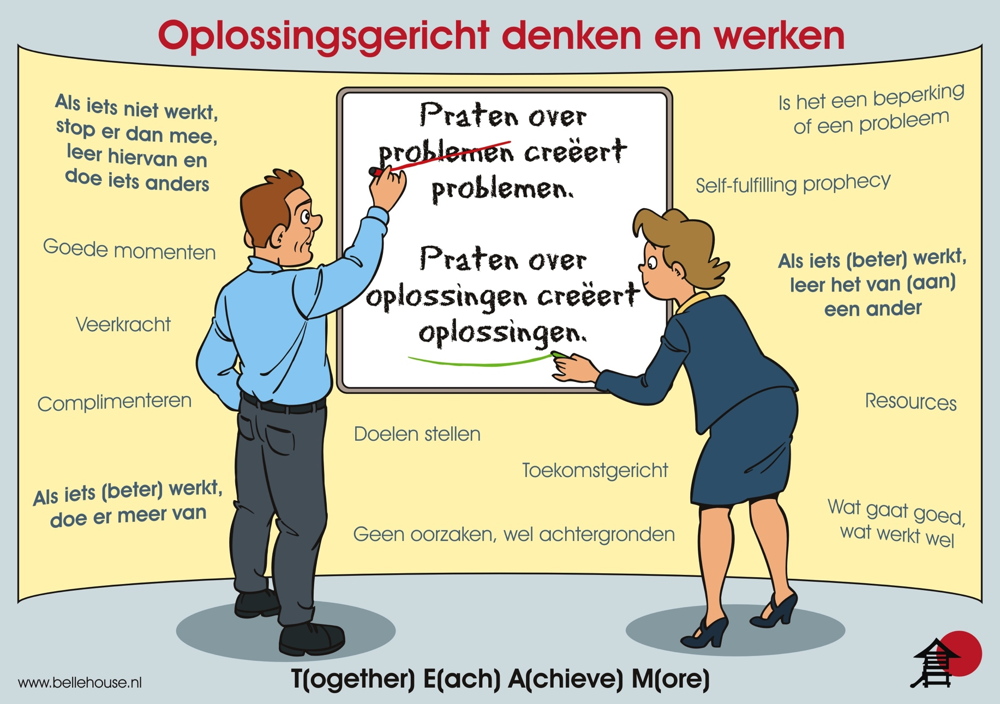 Oplossingsgericht denken en werken
Als iets niet werkt,
stop er dan mee,
leer hiervan en
doe iets anders
Goede momenten
Veerkracht
Complimenteren
Als iets (beter) werkt,
doe er meer van
Praten over
problemen creëert
problemen.
Praten over
oplossingen creëert
oplossingen.
Doelen stellen
Toekomstgericht
Geen oorzaken, wel achtergronden
Is het een beperking
of een probleem
Self-fulfilling prophecy
Als iets (beter) werkt,
leer het van (aan)
een ander
Resources
Wat gaat goed,
wat werkt wel
www.bellehouse.nl
T(ogether) E(ach) A(chieve) M(ore)